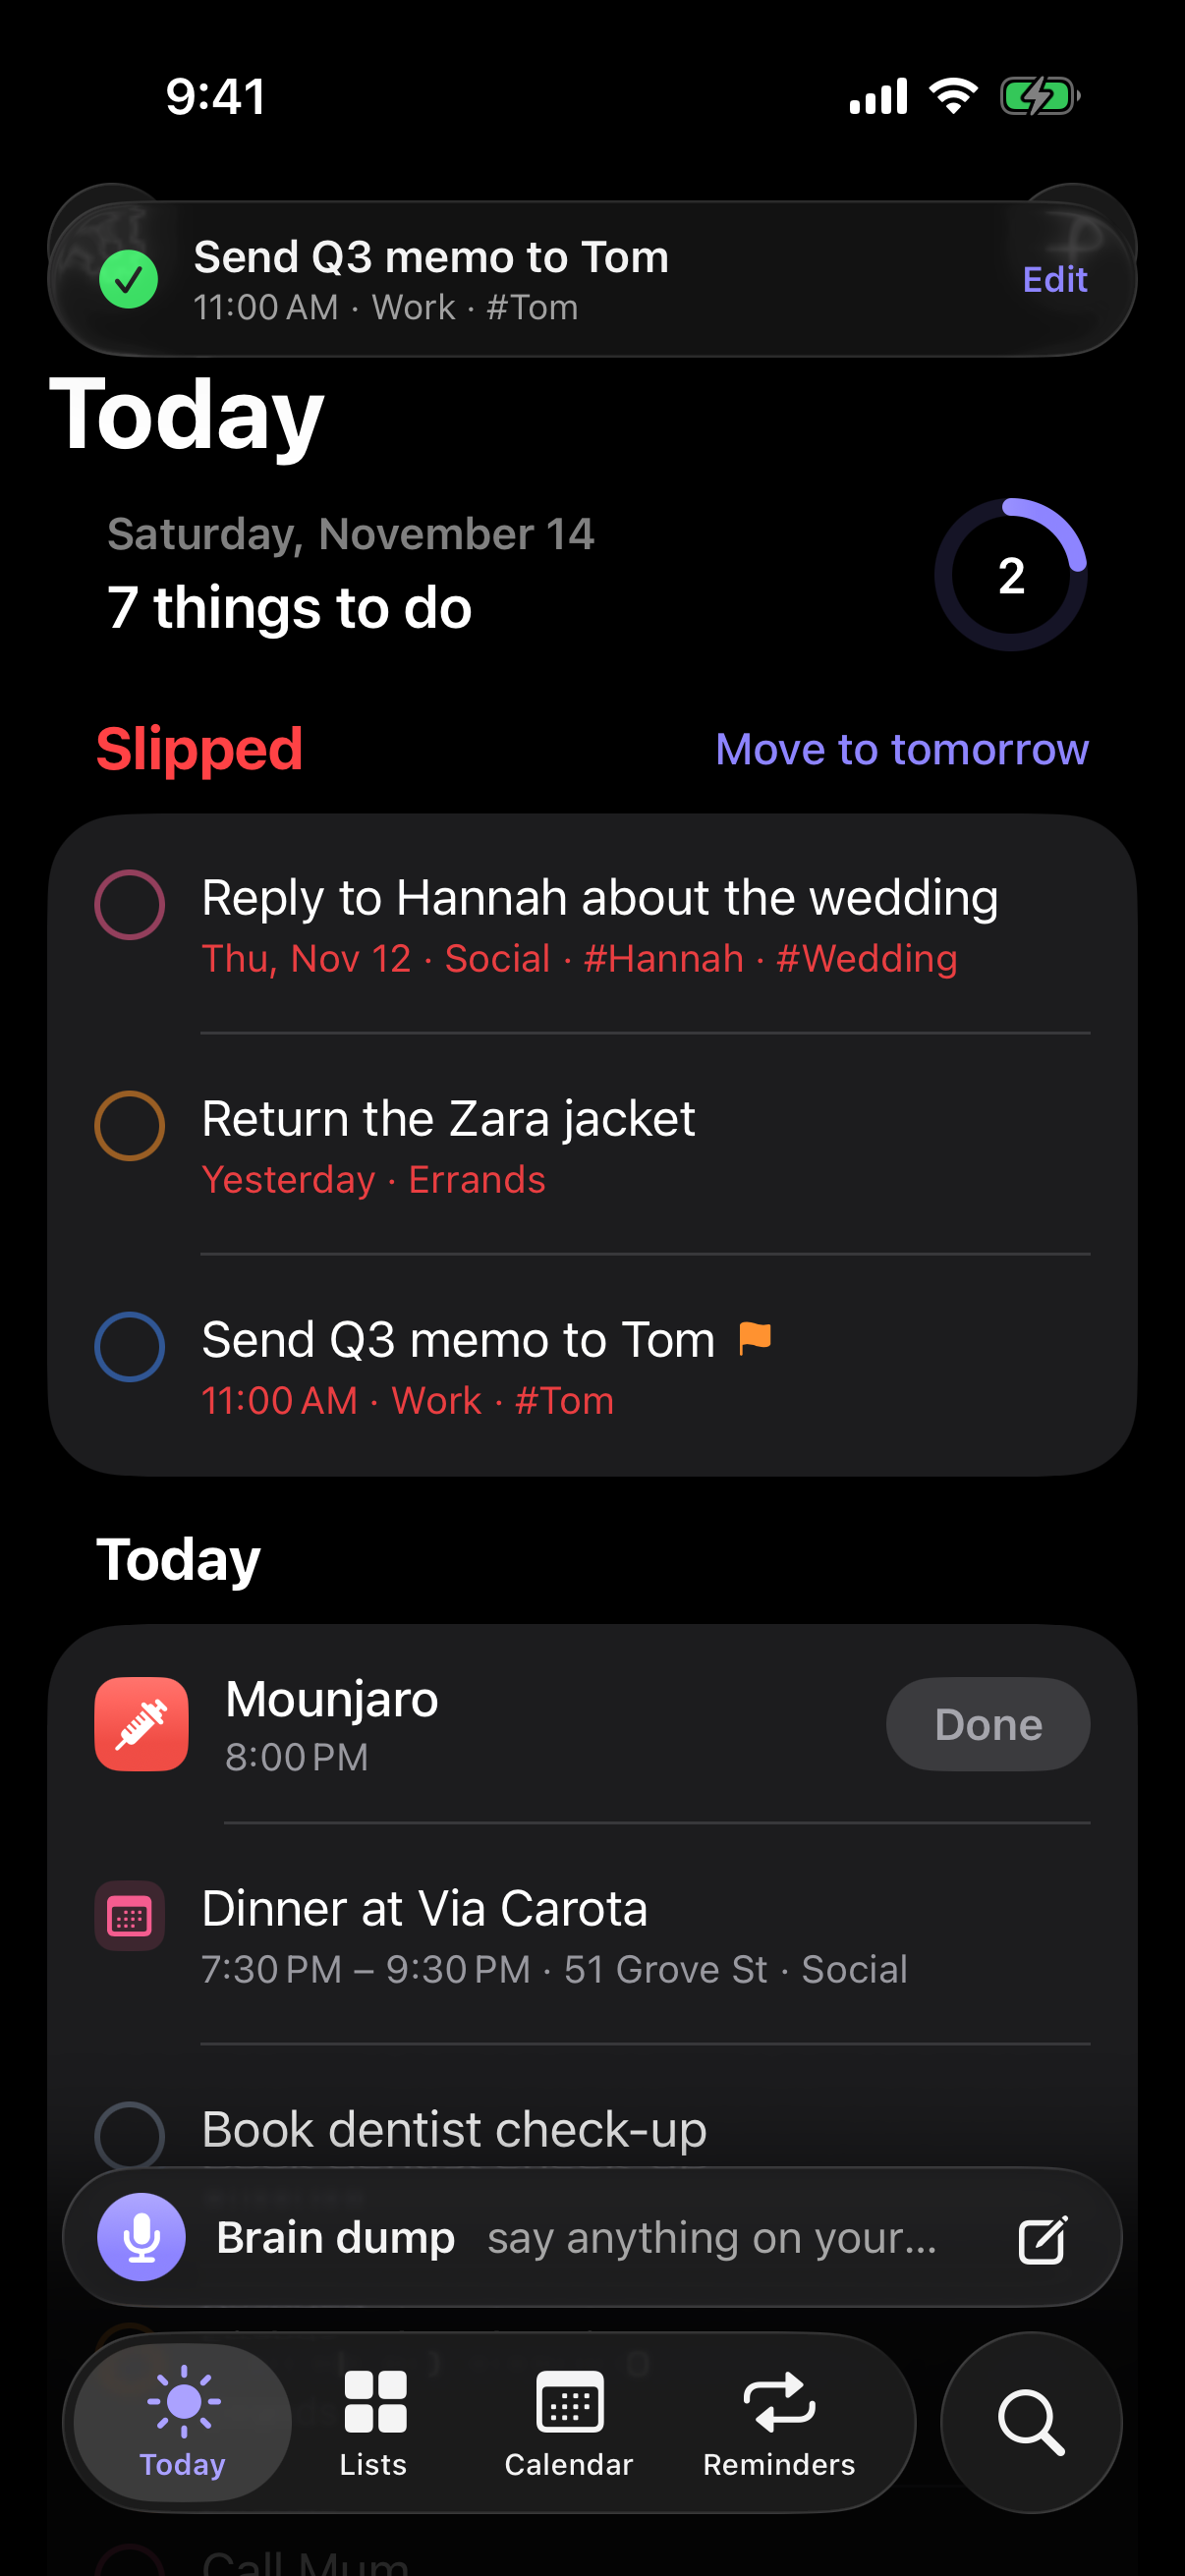 9:41
Send Q3 memo to Tom
11:00 AM · Work · #Tom
Edit
Today
Saturday, November 14
7 things to do
2
Slipped
Move to tomorrow
Reply to Hannah about the wedding
Thu, Nov 12 · Social · #Hannah · #Wedding
Return the Zara jacket
Yesterday · Errands
Send Q3 memo to Tom
11:00 AM · Work · #Tom
Today
Mounjaro
8:00 PM
Done
Dinner at Via Carota
7:30 PM – 9:30 PM · 51 Grove St · Social
Book dentist check-up
Brain dump say anything on your...
Today
Lists
Calendar
Reminders
Call Mum